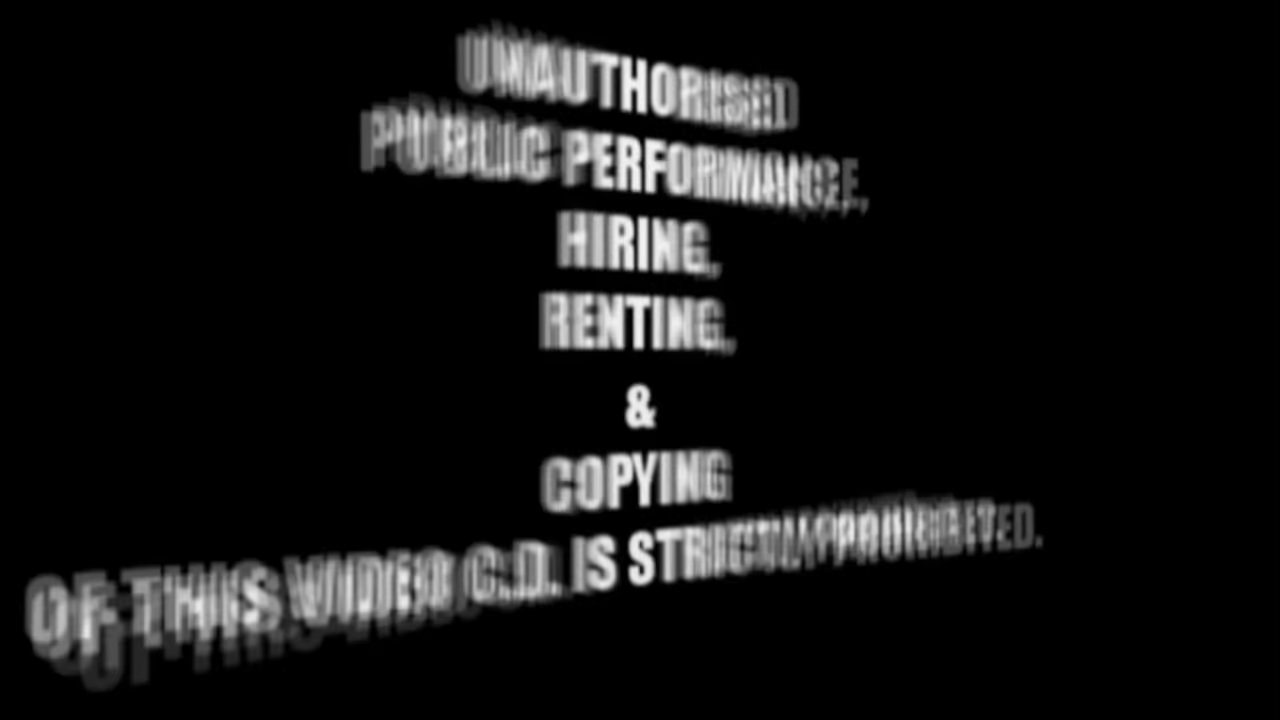 UNAUTHORISED
PUBLIC PERFORMANCE,
HIRING,
RENTING,
&
COPYING
OF THIS VIDEO C.D. IS STRICTLY PROHIBITED.